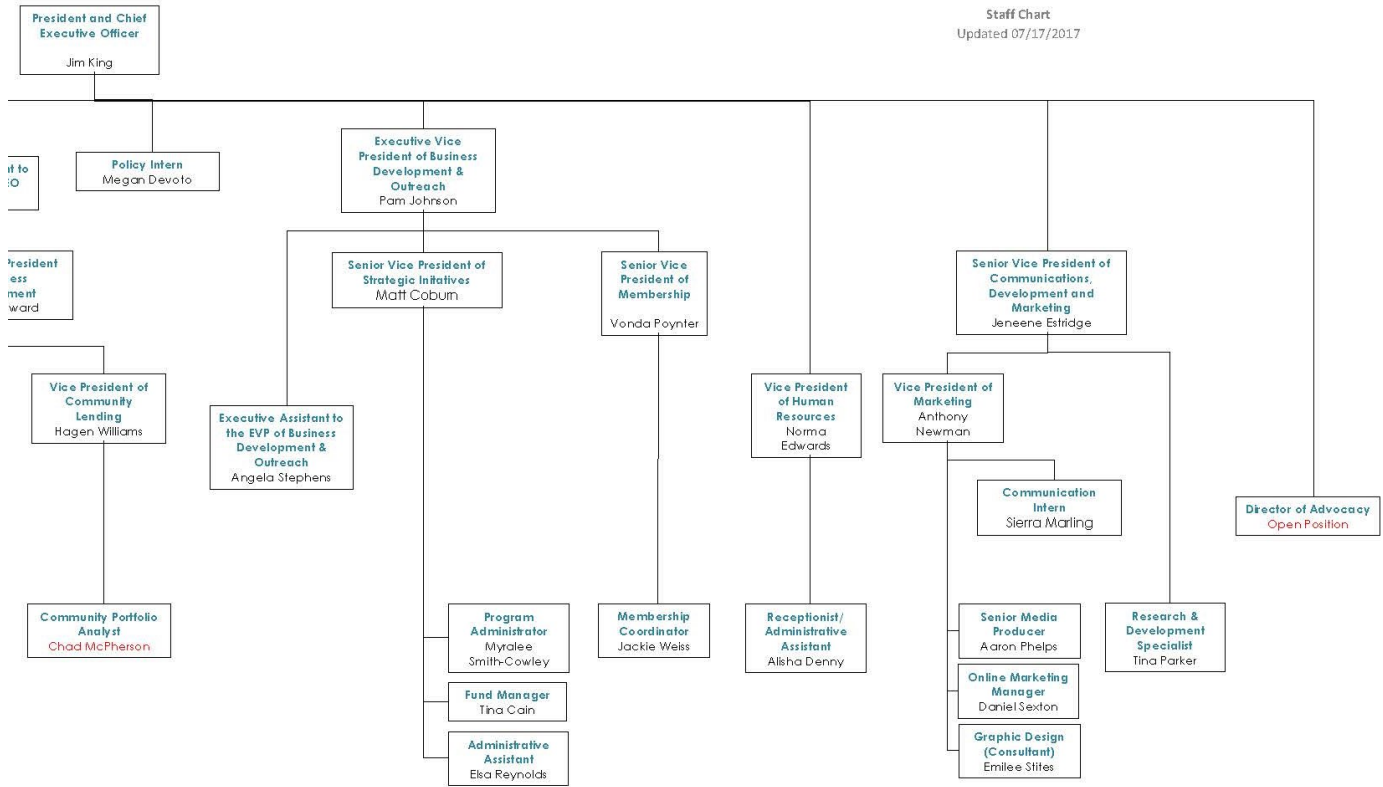 President and Chief
Executive Officer
Jim King
Staff Chart
Updated 07/17/2017
Policy Intern
Megan Devoto
Executive Vice
President of Business
Development &
Outreach
Pam Johnson
to
President
ward
Senior Vice President of
Strategic Initatives
Matt Coburn
Senior Vice
President of
Membership
Vonda Poynter
Senior Vice President of
Communications,
Development and
Marketing
Jeneene Estridge
Vice President of
Community
Lending
Hagen Williams
Executive Assistant to
the EVP of Business
Development &
Outreach
Angela Stephens
Vice President
of Human
Resources
Norma
Edwards
Vice President of
Marketing
Anthony
Newman
Communication
Intern
Sierra Marling
Director of Advocacy
Open Position
Community Portfolio
Analyst
Chad McPherson
Program
Administrator
Myralee
Smith-Cowley
Fund Manager
Tina Cain
Administrative
Assistant
Elsa Reynolds
Membership
Coordinator
Jackie Weiss
Receptionist/
Administrative
Assistant
Alisha Denny
Senior Media
Producer
Aaron Phelps
Online Marketing
Manager
Daniel Sexton
Graphic Design
(Consultant)
Emilee Stites
Research &
Development
Specialist
Tina Parker